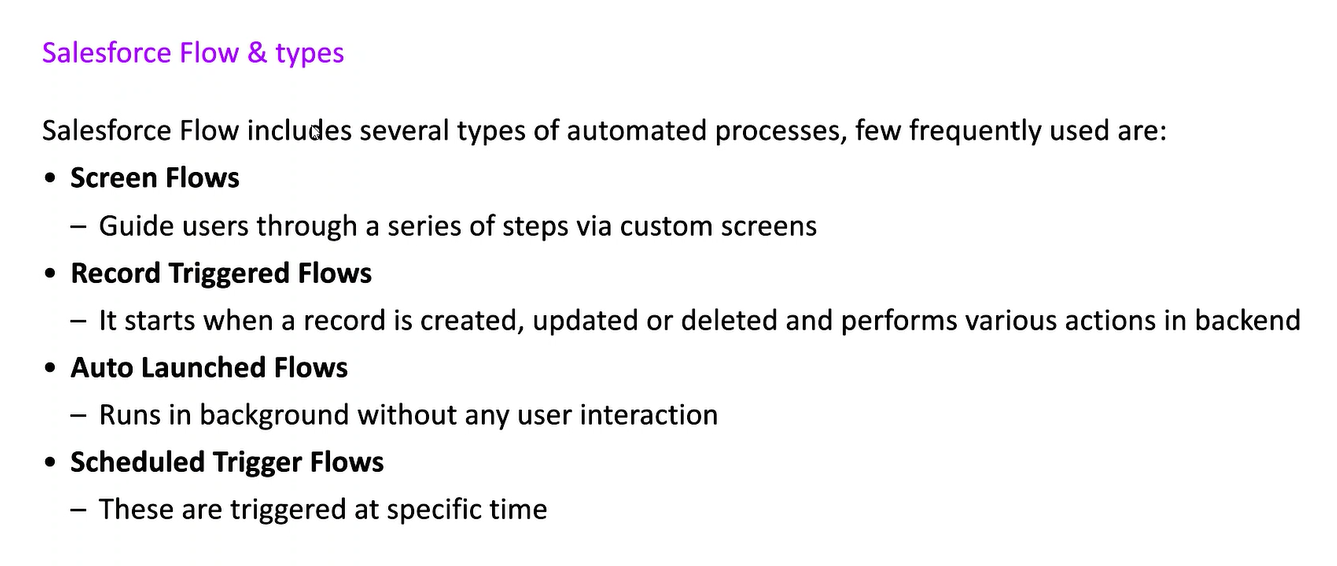 Salesforce Flow & types
Salesforce Flow includes several types of automated processes, few frequently used are:
• Screen Flows
– Guide users through a series of steps via custom screens
• Record Triggered Flows
– It starts when a record is created, updated or deleted and performs various actions in backend
• Auto Launched Flows
– Runs in background without any user interaction
• Scheduled Trigger Flows
– These are triggered at specific time